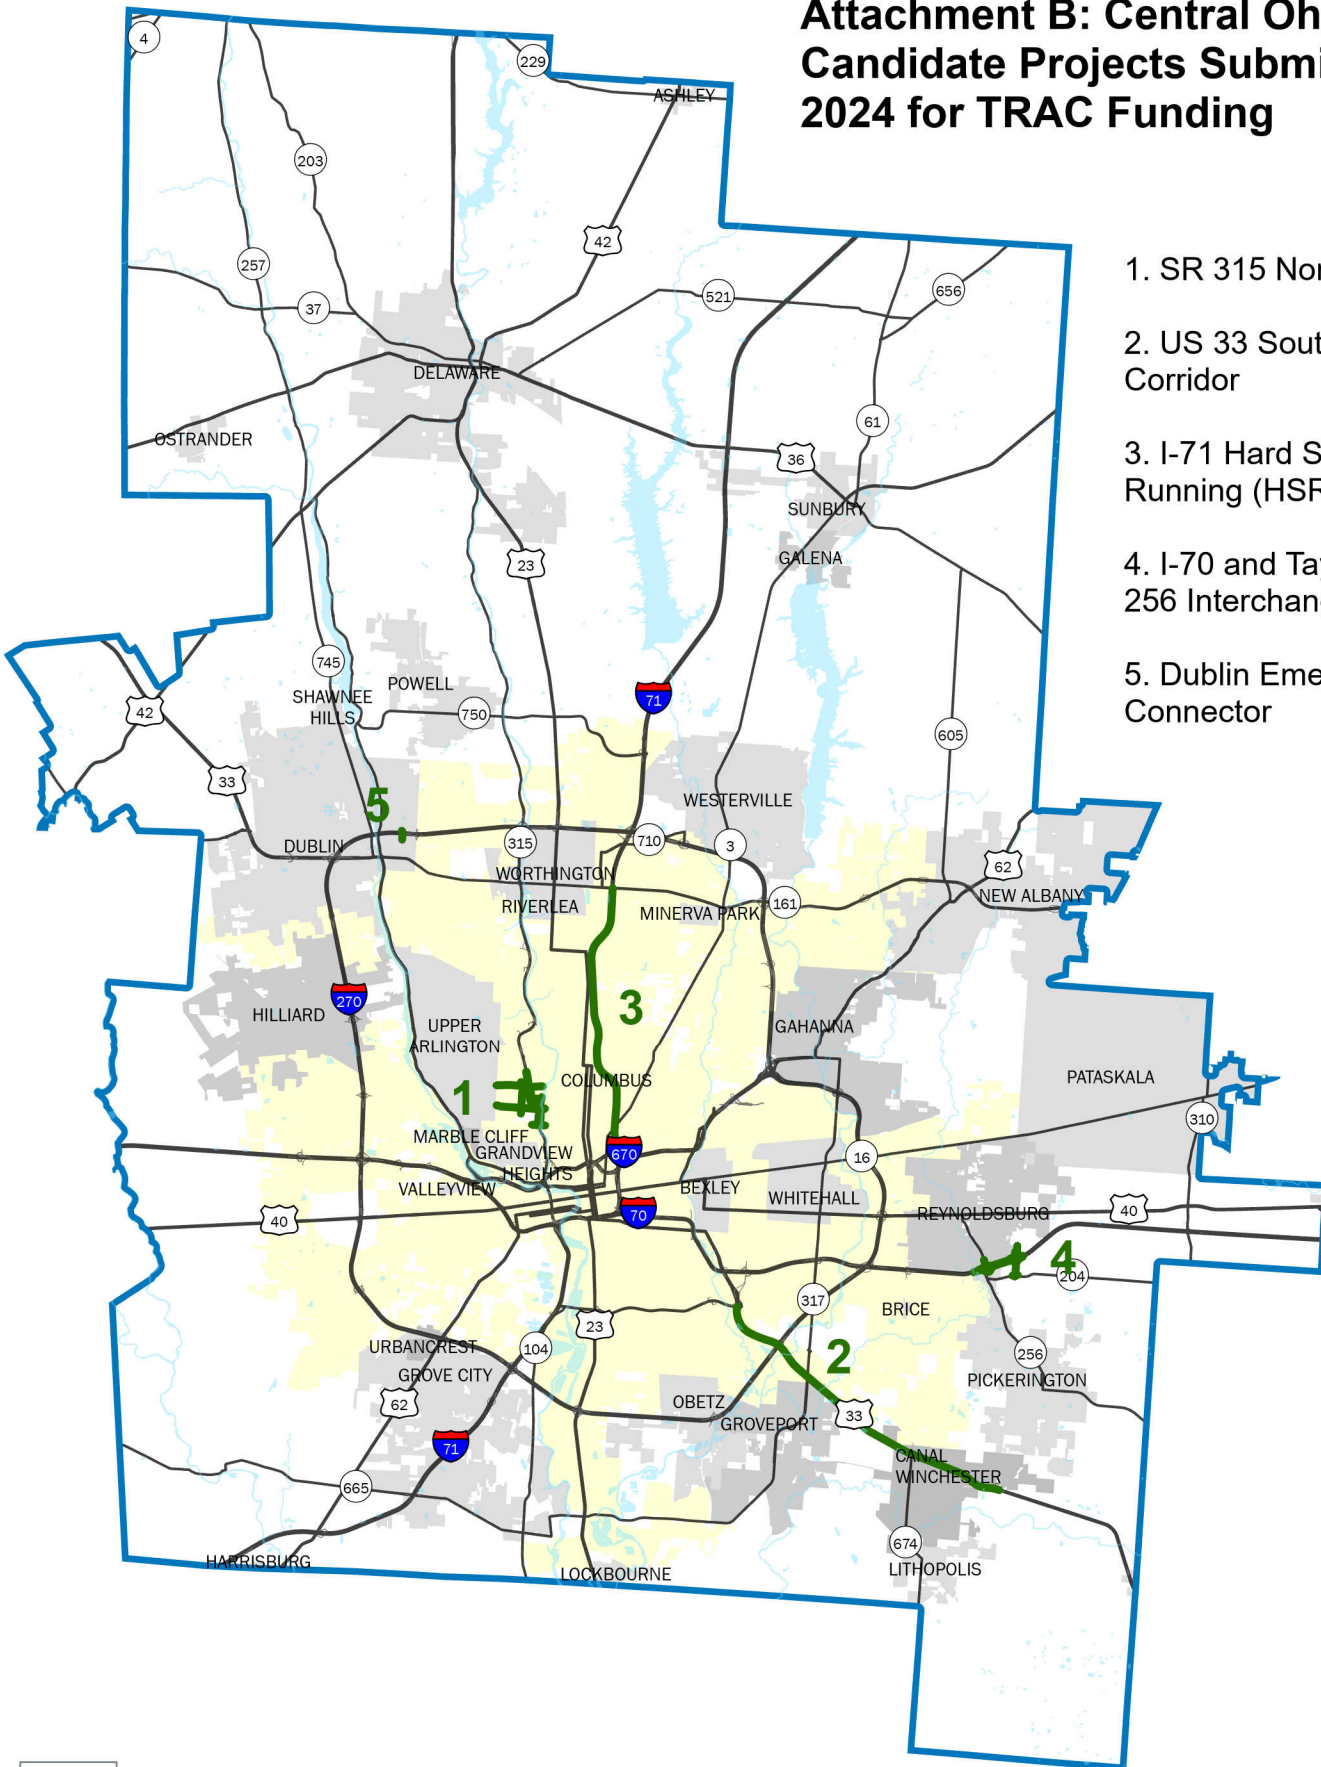 Attachment B: Central Oh
Candidate Projects Submi
2024 for TRAC Funding
1. SR 315 Nor
2. US 33 Sout
Corridor
3. I-71 Hard S
Running (HSR
4. I-70 and Tay
256 Interchan
5. Dublin Eme
Connector
4
229
ASHLEY
203
42
257
37
521
656
DELAWARE
61
OSTRANDER
36
SUNBURY
23
GALENA
745
POWELL
SHAWNEE
HILLS
750
71
42
605
33
5
WESTERVILLE
DUBLIN
315
710
3
62
WORTHINGTON
NEW ALBANY
RIVERLEA
MINERVA PARK
161
270
HILLIARD
3
UPPER
ARLINGTON
GAHANNA
COLUMBUS
PATASKALA
1
310
MARBLE CLIFF
GRANDVIEW
HEIGHTS
670
16
VALLEYVIEW
BEXLEY
WHITEHALL
40
70
REYNOLDSBURG
40
4
204
317
BRICE
23
104
URBANCREST
GROVE CITY
2
256
PICKERINGTON
62
OBETZ
GROVEPORT
33
71
CANAL
WINCHESTER
665
674
HARRISBURG
LOCKBOURNE
LITHOPOLIS